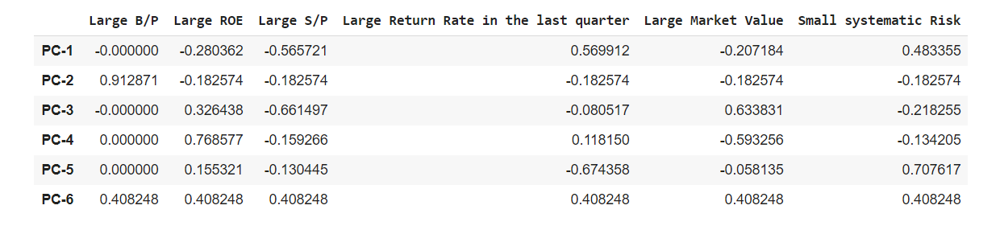 Large B/P Large ROE Large S/P Large Return Rate in the last quarter Large Market Value Small systematic Risk
PC-1 -0.000000 -0.280362 -0.565721 0.569912 -0.207184 0.483355
PC-2 0.912871 -0.182574 -0.182574 -0.182574 -0.182574 -0.182574
PC-3 -0.000000 0.326438 -0.661497 -0.080517 0.633831 -0.218255
PC-4 0.000000 0.768577 -0.159266 0.118150 -0.593256 -0.134205
PC-5 0.000000 0.155321 -0.130445 -0.674358 -0.058135 0.707617
PC-6 0.408248 0.408248 0.408248 0.408248 0.408248 0.408248